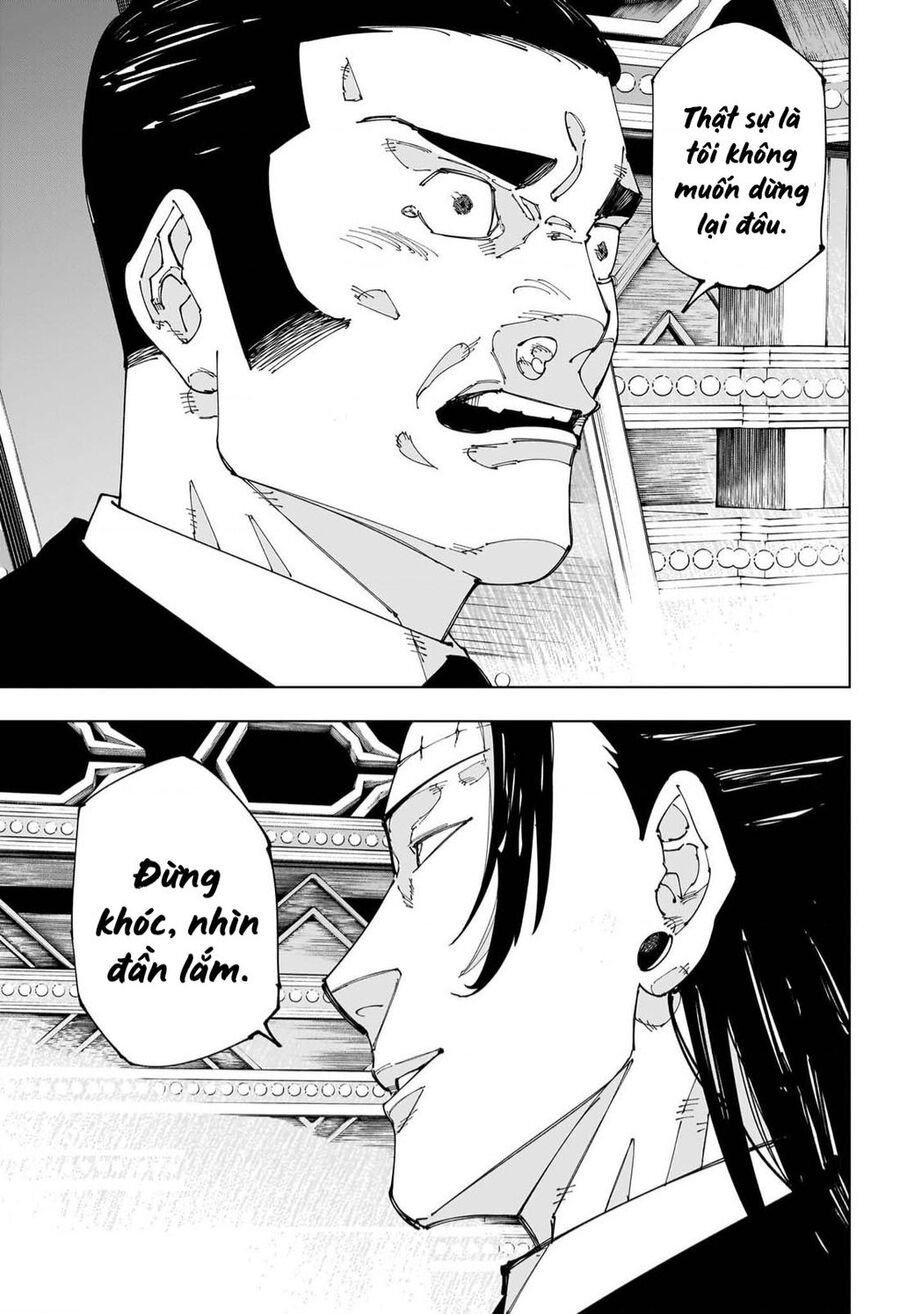 Thật sự là
tôi không
muốn dừng
lại đâu.
Đừng
khóc, nhìn
đần lắm.